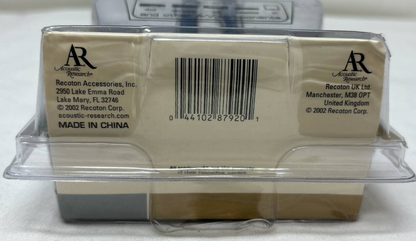 AR
Acoustic
Research
Recoton Accessories, Inc.
2950 Lake Emma Road
Lake Mary, FL 32746
© 2002 Recoton Corp.
acoustic-research.com
MADE IN CHINA
0 44102 87920 1
AR
Acoustic
Research
Recoton UK Ltd.
Manchester, M38 0PT
United Kingdom
© 2002 Recoton Corp.